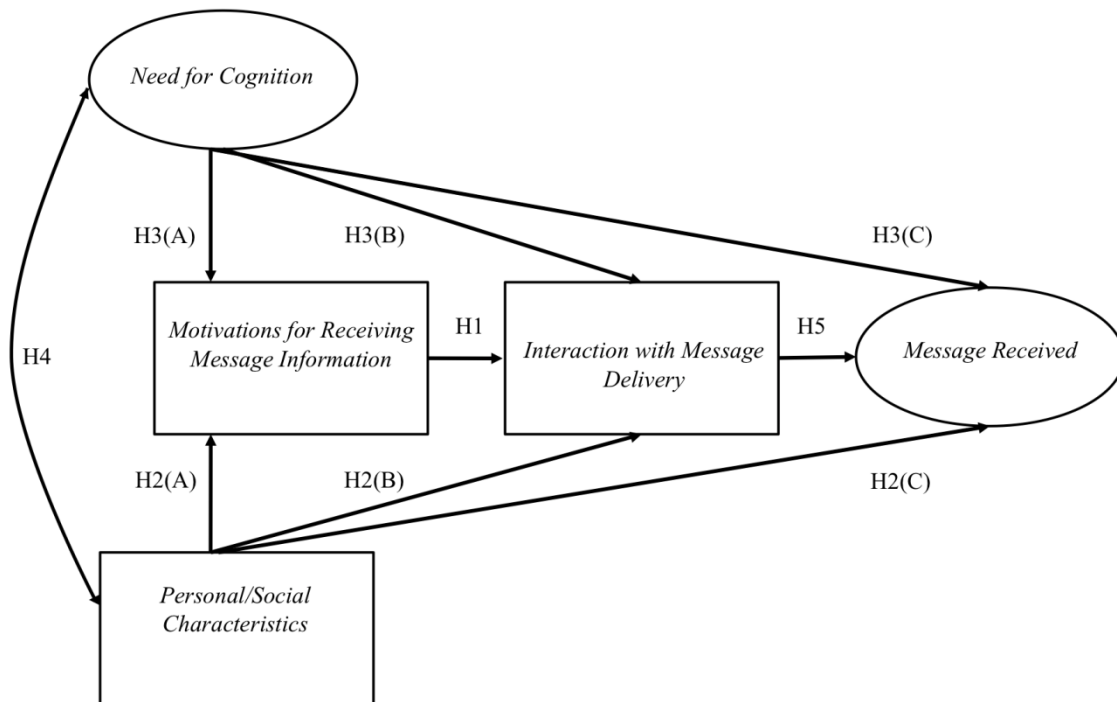 Need for Cognition
H3(A)
H3(B)
H3(C)
H4
Motivations for Receiving
Message Information
H1
Interaction with Message
Delivery
H5
Message Received
H2(A)
H2(B)
H2(C)
Personal/Social
Characteristics